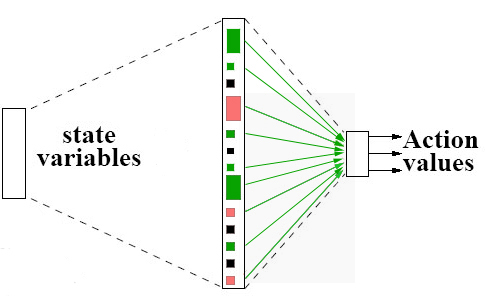 state
variables
Action
values